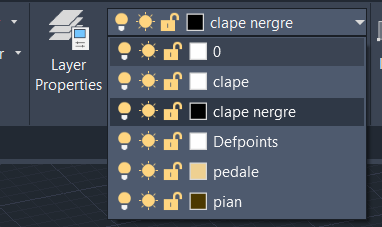 clape nergre
Layer
Properties
0
clape
clape nergre
Defpoints
pedale
pian